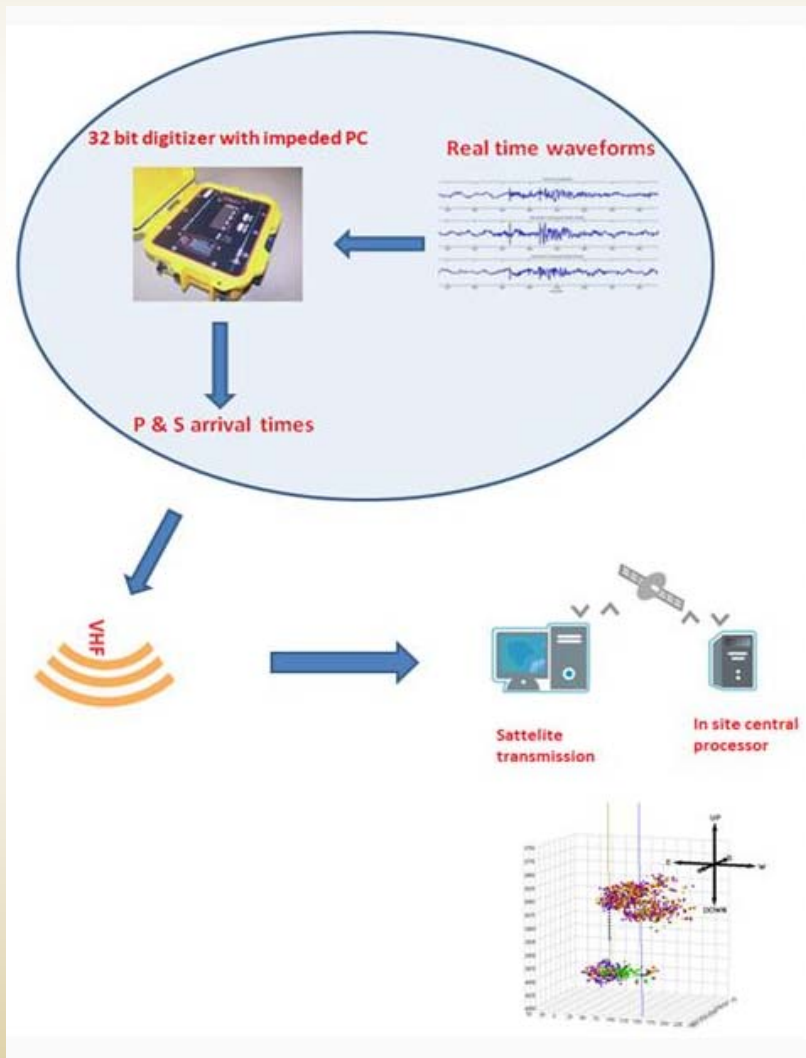 32 bit digitizer with impeded PC
Real time waveforms
P & S arrival times
VHF
Sattelite
transmission
In site central
processor
UP
W
DOWN